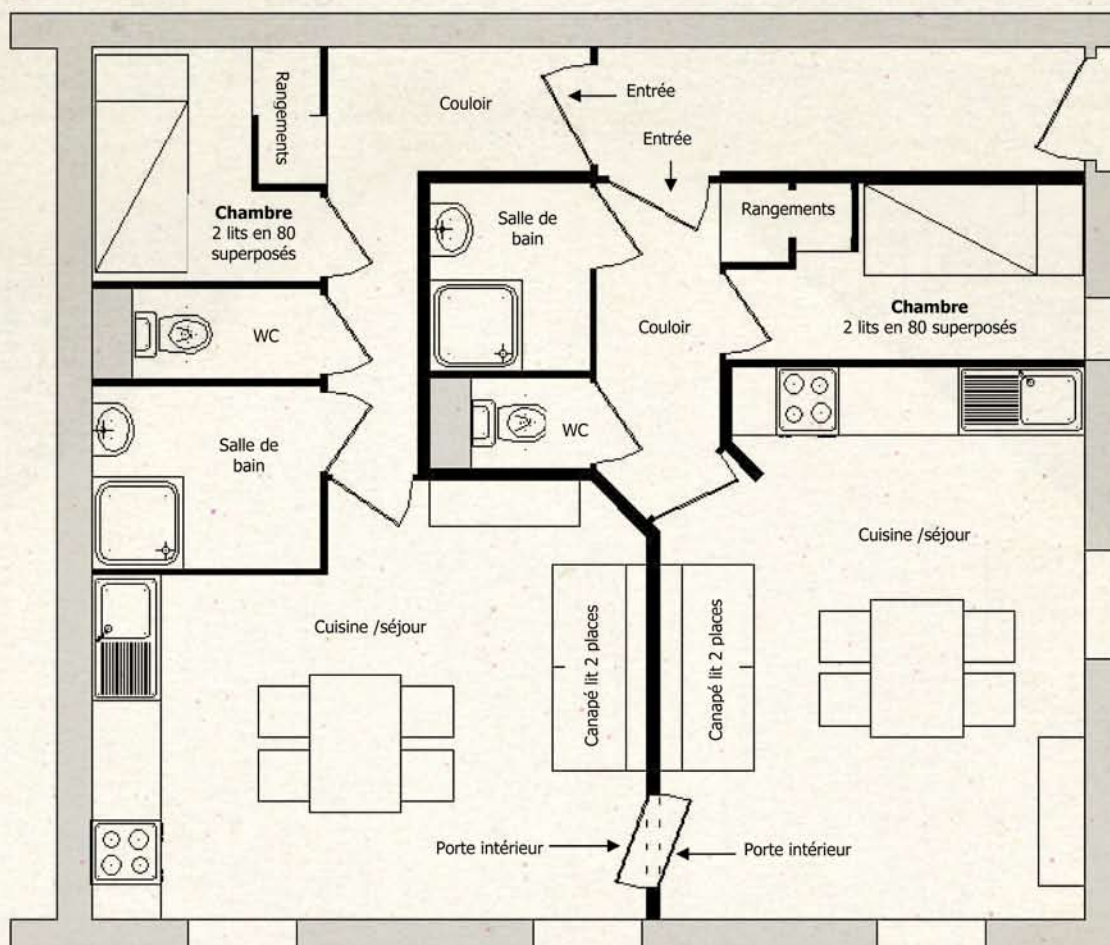 Rangements
Couloir
Entrée
Entrée
Chambre
2 lits en 80
superposés
Salle de
bain
Rangements
Chambre
2 lits en 80 superposés
WC
Couloir
WC
Salle de
bain
Cuisine /séjour
Cuisine /séjour
Canapé lit 2 places
Canapé lit 2 places
Porte intérieur
Porte intérieur